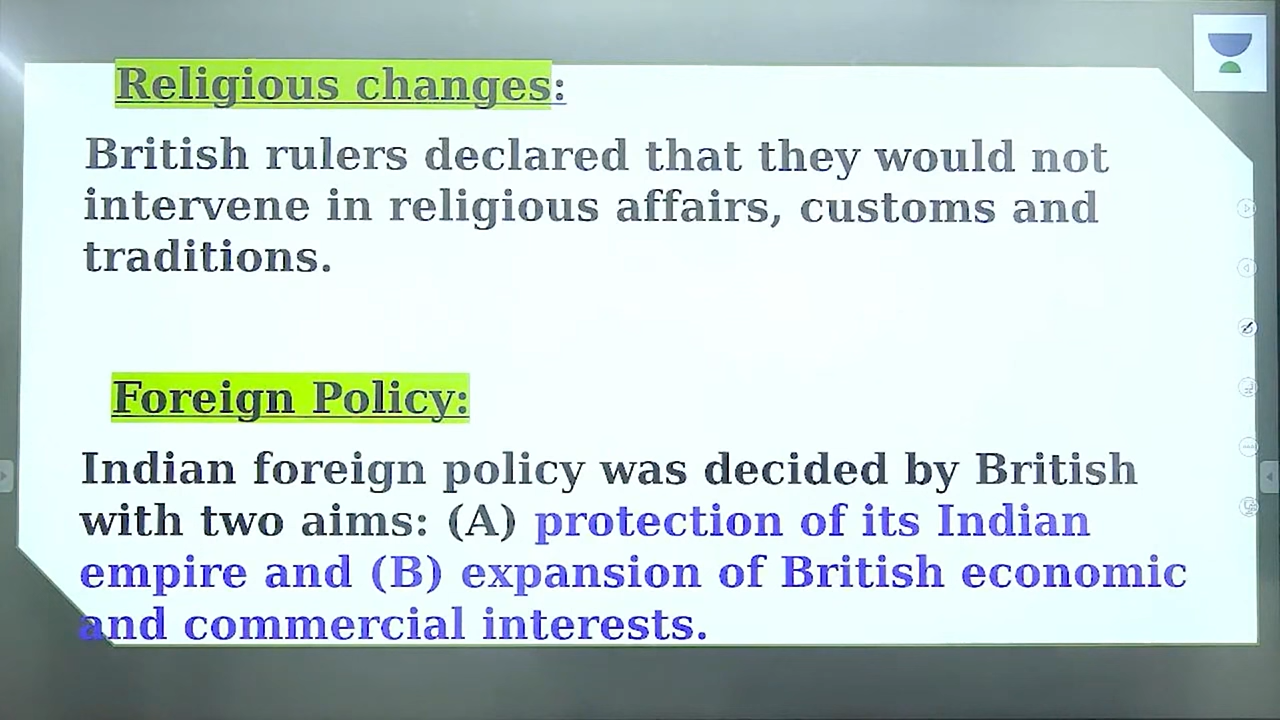 Religious changes:
British rulers declared that they would not
intervene in religious affairs, customs and
traditions.
Foreign Policy:
Indian foreign policy was decided by British
with two aims: (A) protection of its Indian
empire and (B) expansion of British economic
and commercial interests.